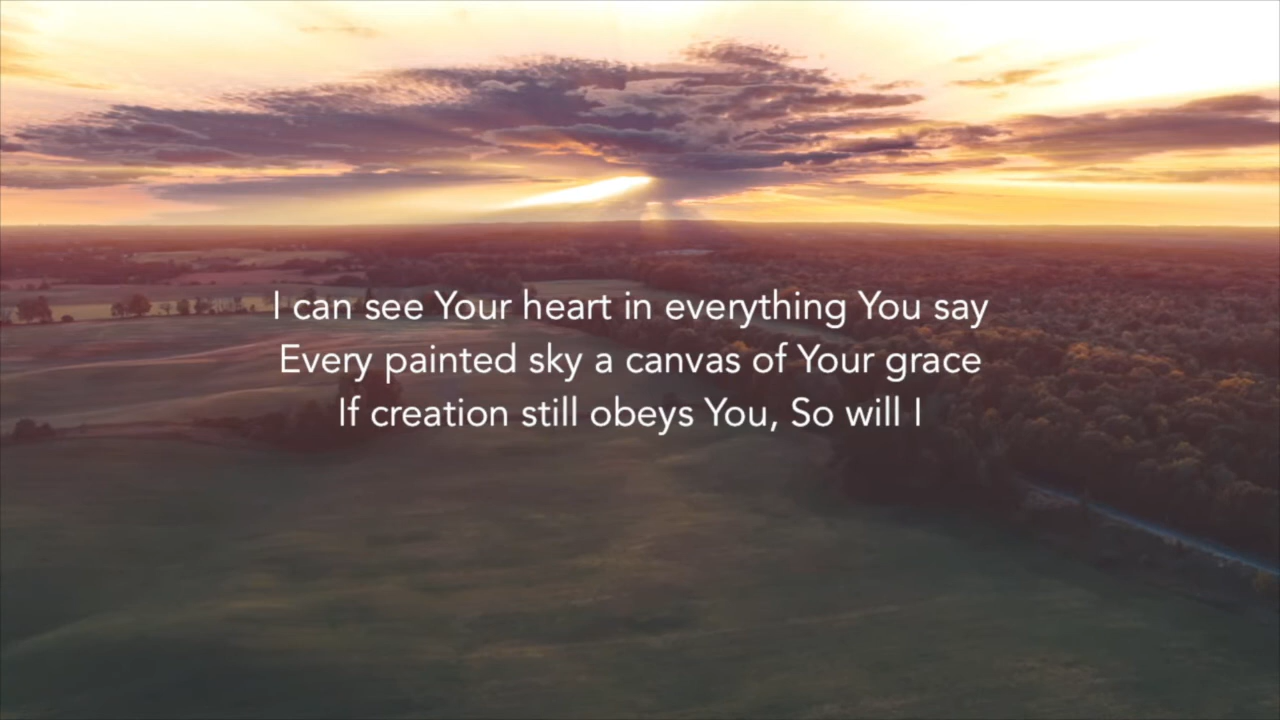 I can see Your heart in everything You say
Every painted sky a canvas of Your grace
If creation still obeys You, So will I